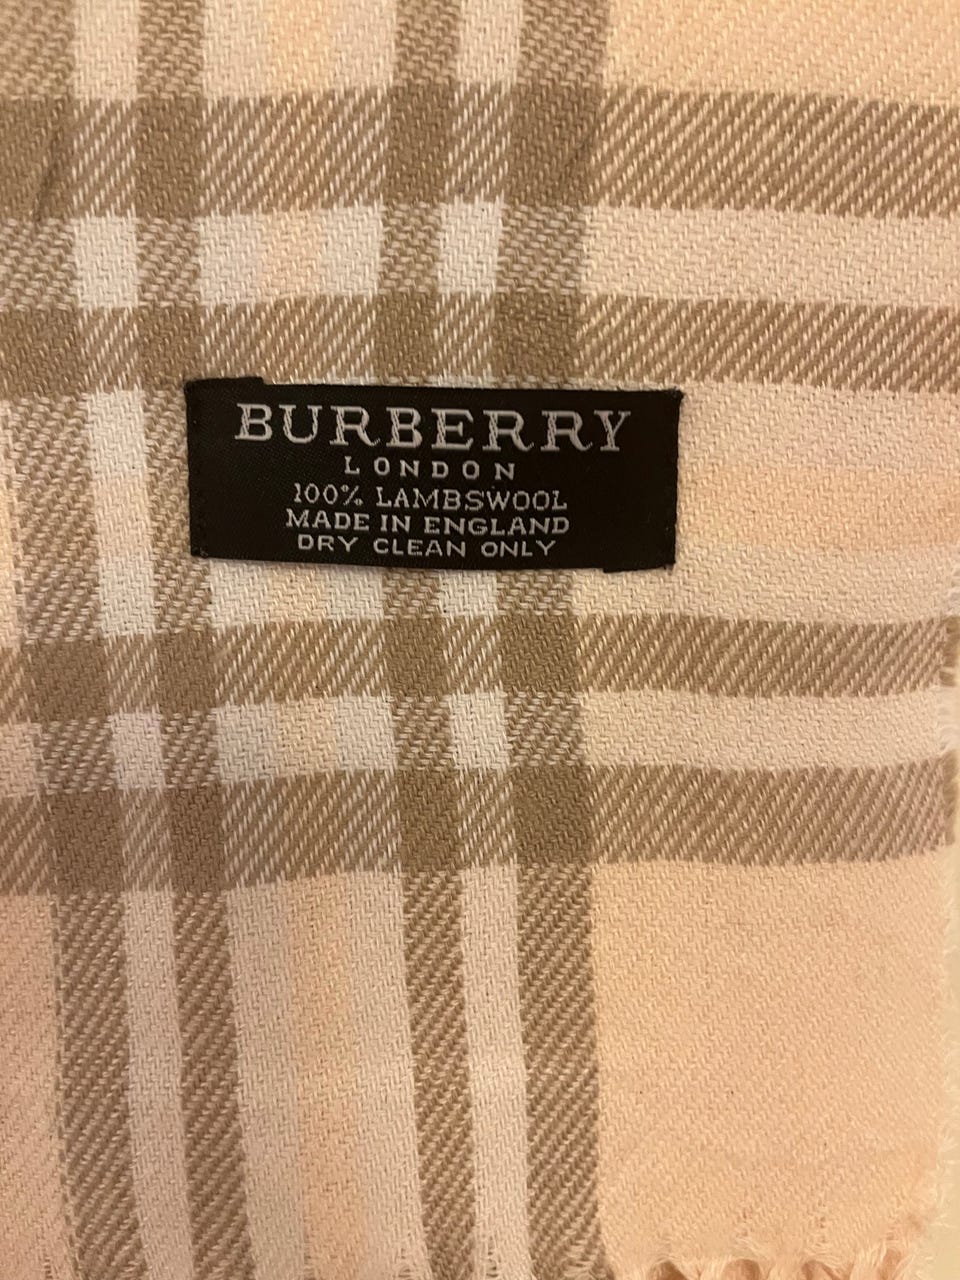 BURBERRY
LONDON
100% LAMBSWOOL
MADE IN ENGLAND
DRY CLEAN ONLY